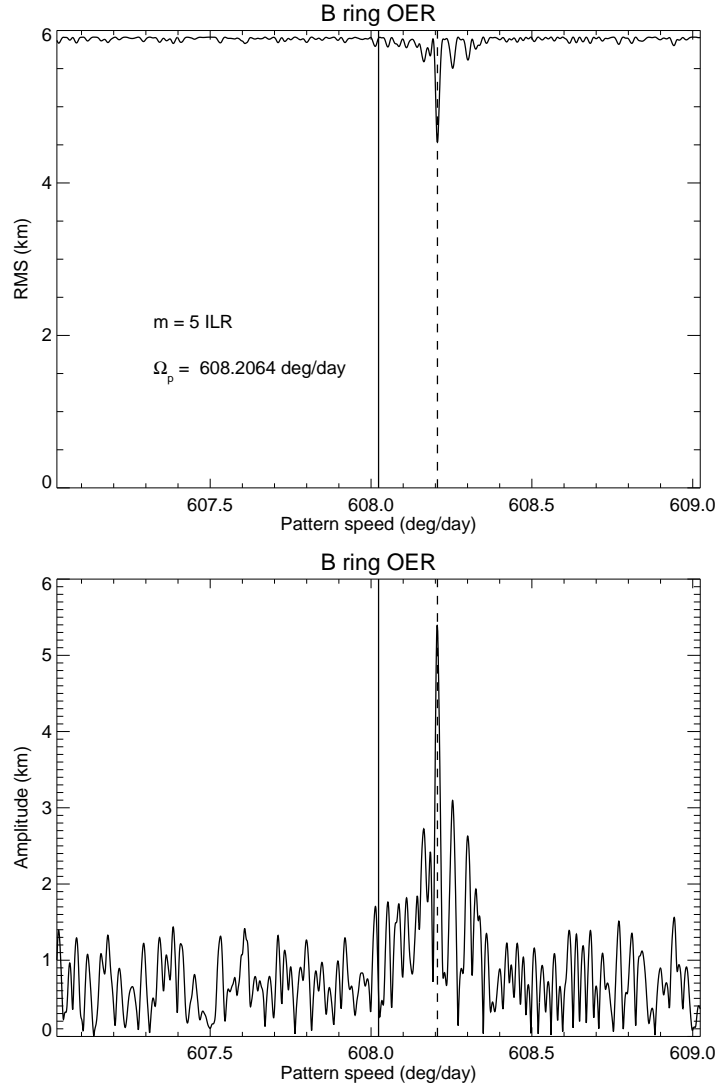 B ring OER
6
4
2
0
RMS (km)
m = 5 ILR
Ωp = 608.2064 deg/day
607.5 608.0 608.5 609.0
Pattern speed (deg/day)
B ring OER
6
5
4
3
2
1
0
Amplitude (km)
607.5 608.0 608.5 609.0
Pattern speed (deg/day)